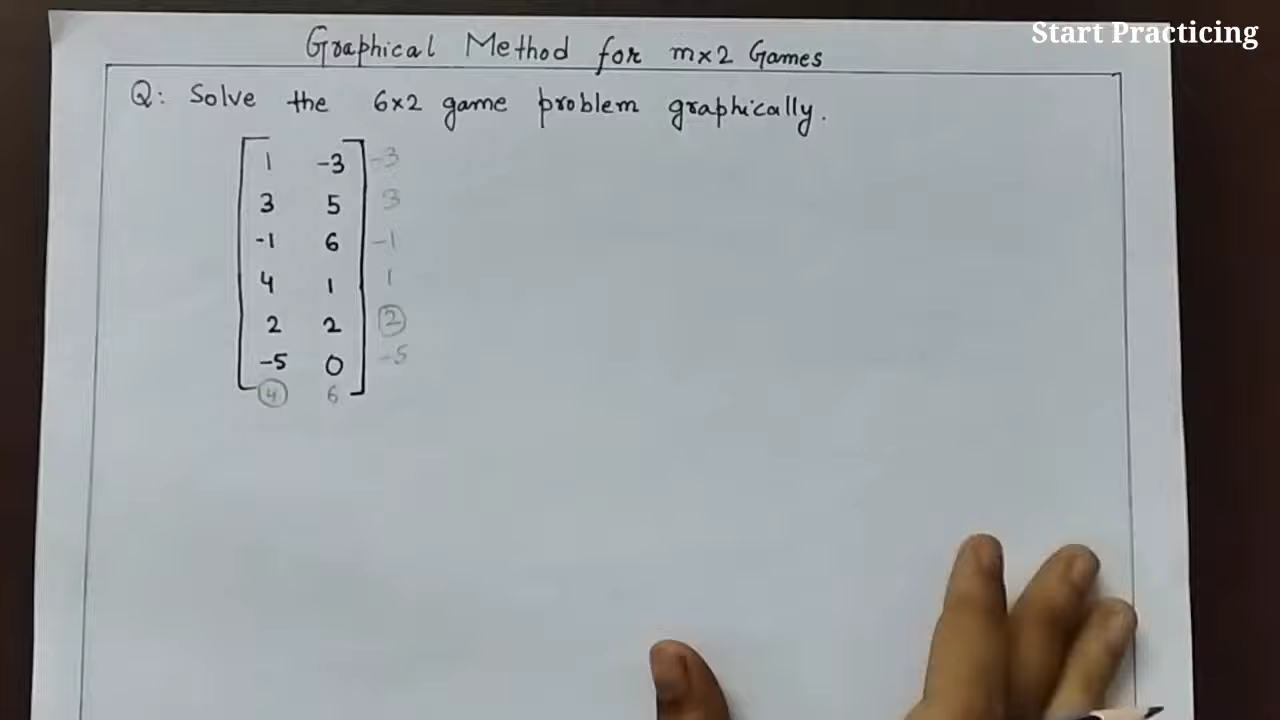 Start Practicing
Graphical Method for m×2 Games
Q: Solve the 6×2 game problem graphically.
1 -3 -3
3 5 3
-1 6 -1
4 1 1
2 2 2
-5 0 -5
4 6